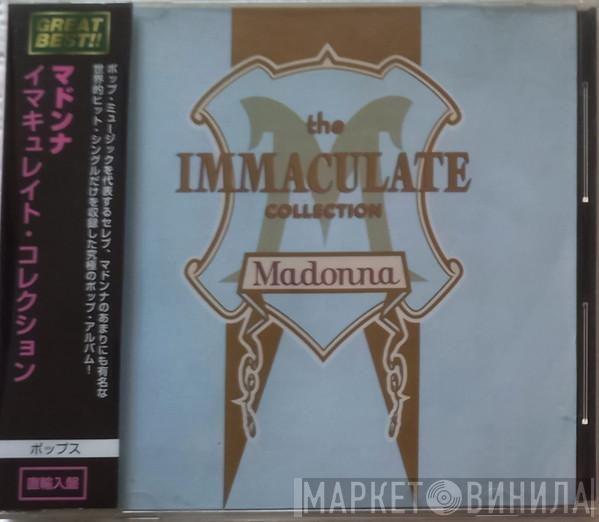 GREAT
BEST!!
マドンナ
イマキュレイト・コレクション
ポップ・ミュージックを代表するセレブ、マドンナのあまりにも有名な
世界的ヒット・シングルだけを収録した究極のポップ・アルバム!
ポップス
直輸入盤
the
IMMACULATE
COLLECTION
Madonna
МАРКЕТ ВИНИЛА